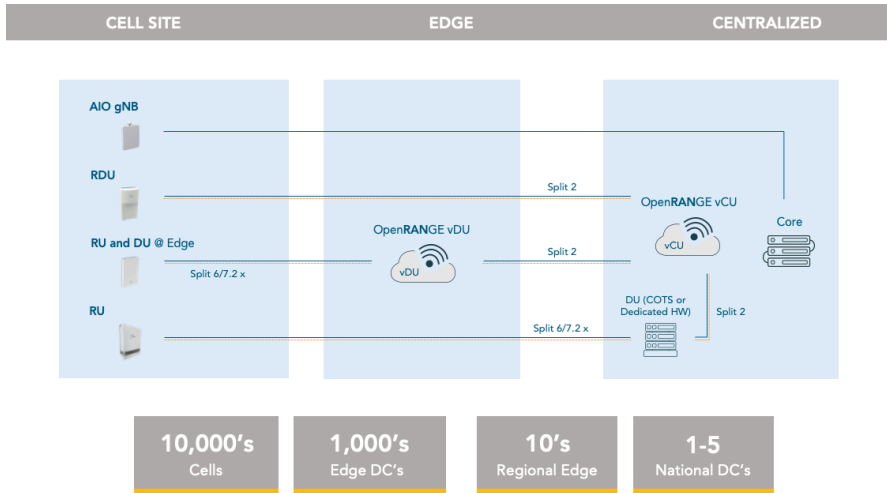 CELL SITE
EDGE
CENTRALIZED
AIO gNB
RDU
Split 2
OpenRANGE vCU
vCU
Core
RU and DU @ Edge
OpenRANGE vDU
vDU
Split 6/7.2 x
Split 2
DU (COTS or
Dedicated HW)
Split 2
RU
Split 6/7.2 x
10,000's
Cells
1,000's
Edge DC's
10's
Regional Edge
1-5
National DC's